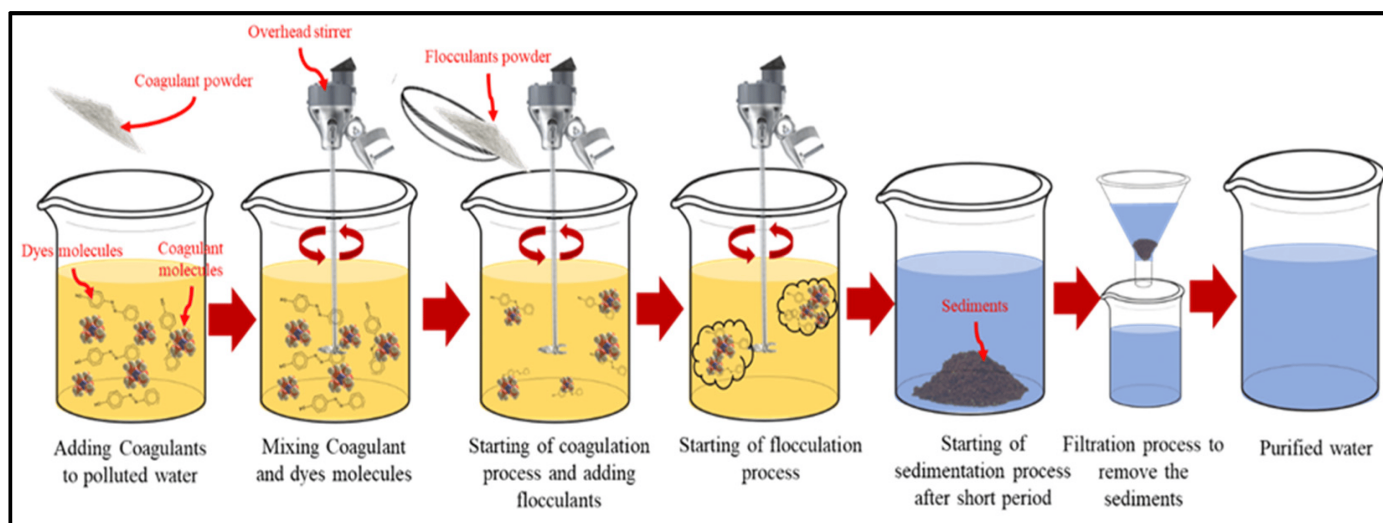 Overhead stirrer
Flocculants powder
Coagulant powder
Dyes molecules
Coagulant
molecules
Sediments
Adding Coagulants
to polluted water
Mixing Coagulant
and dyes molecules
Starting of coagulation
process and adding
flocculants
Starting of flocculation
process
Starting of
sedimentation process
after short period
Filtration process to
remove the
sediments
Purified water